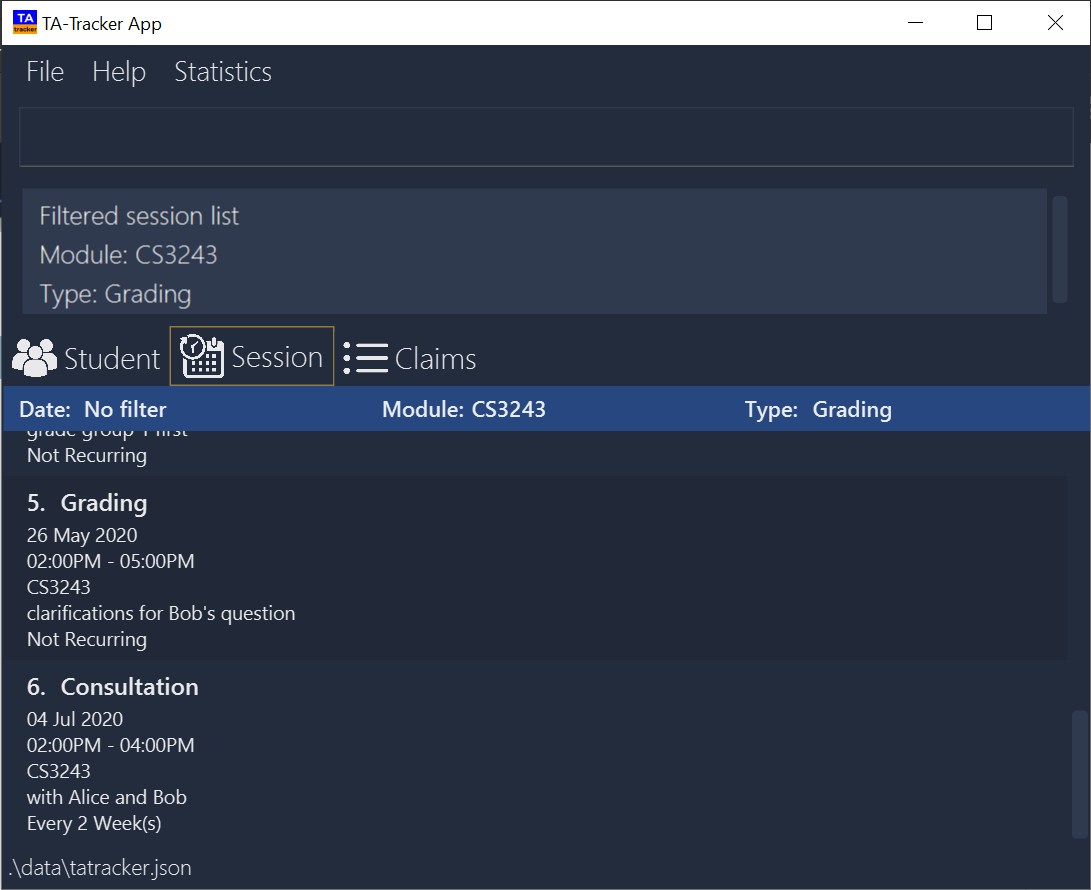 TA
tracker
TA-Tracker App
File Help Statistics
Filtered session list
Module: CS3243
Type: Grading
Student Session Claims
Date: No filter Module: CS3243 Type: Grading
grade group 1 first
Not Recurring
5. Grading
26 May 2020
02:00PM - 05:00PM
CS3243
clarifications for Bob's question
Not Recurring
6. Consultation
04 Jul 2020
02:00PM - 04:00PM
CS3243
with Alice and Bob
Every 2 Week(s)
.\data\tatracker.json